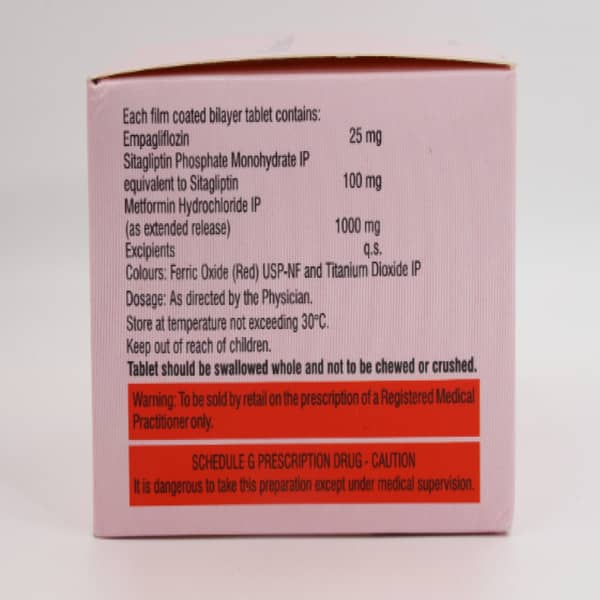 Each film coated bilayer tablet contains:
Empagliflozin 25 mg
Sitagliptin Phosphate Monohydrate IP
equivalent to Sitagliptin 100 mg
Metformin Hydrochloride IP
(as extended release) 1000 mg
Excipients q.s.
Colours: Ferric Oxide (Red) USP-NF and Titanium Dioxide IP
Dosage: As directed by the Physician.
Store at temperature not exceeding 30°C.
Keep out of reach of children.
Tablet should be swallowed whole and not to be chewed or crushed.
Warning: To be sold by retail on the prescription of a Registered Medical
Practitioner only.
SCHEDULE G PRESCRIPTION DRUG - CAUTION
It is dangerous to take this preparation except under medical supervision.